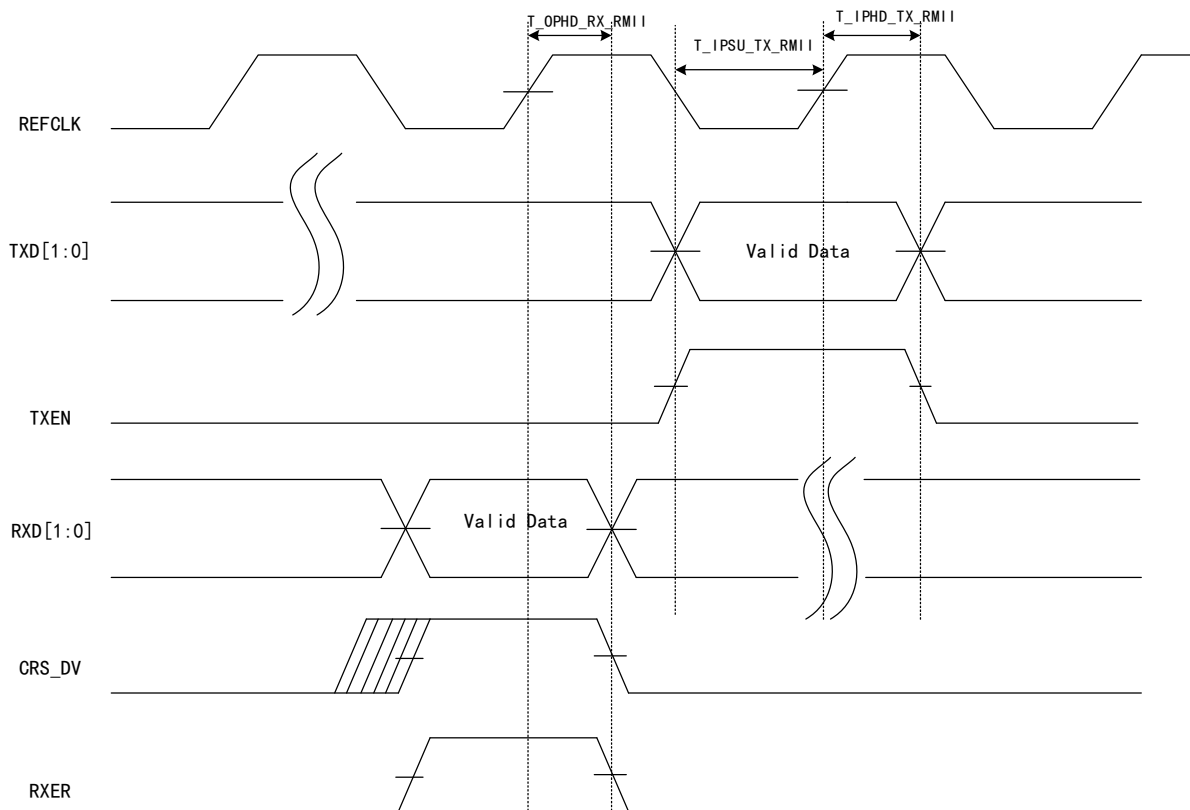 T_OPHD_RX_RMII
T_IPHD_TX_RMII
T_IPSU_TX_RMII
REFCLK
TXD[1:0]
Valid Data
TXEN
RXD[1:0]
Valid Data
CRS_DV
RXER